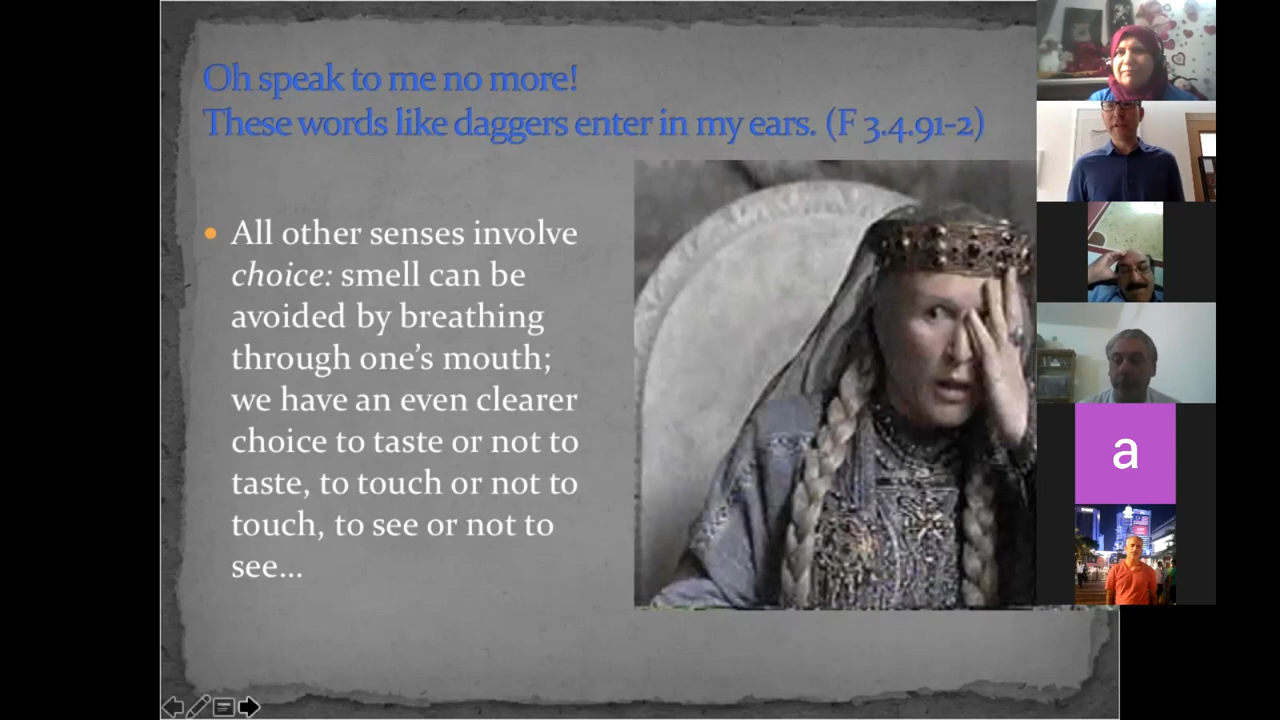 Oh speak to me no more!
These words like daggers enter in my ears. (F 3.4.91-2)
All other senses involve
choice: smell can be
avoided by breathing
through one’s mouth;
we have an even clearer
choice to taste or not to
taste, to touch or not to
touch, to see or not to
see...
a